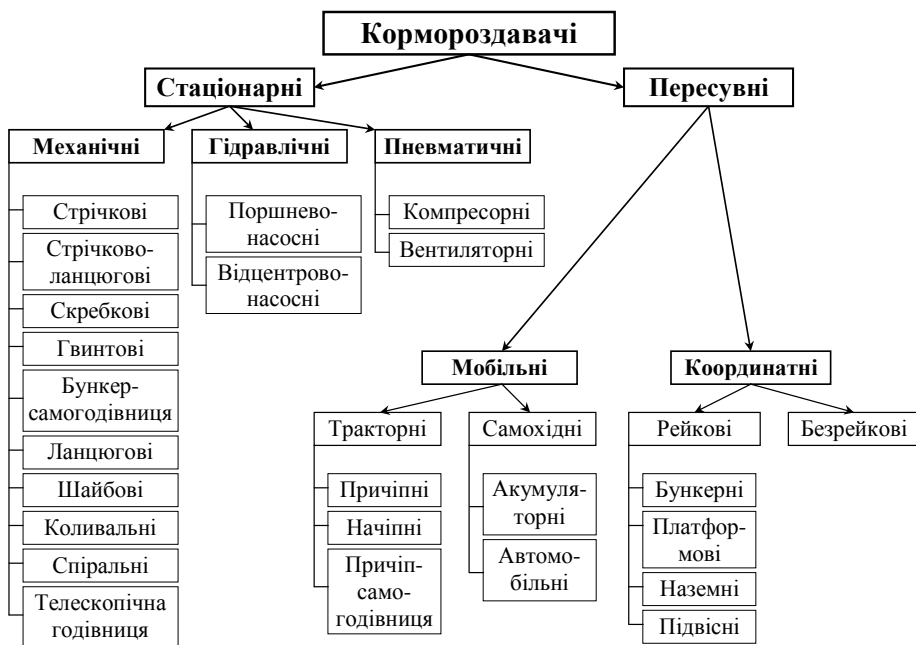 Кормороздавачі
Стаціонарні
Пересувні
Механічні
Гідравлічні
Пневматичні
Стрічкові
Стрічково-
ланцюгові
Скребкові
Гвинтові
Бункер-
самогодівниця
Ланцюгові
Шайбові
Коливальні
Спіральні
Телескопічна
годівниця
Поршнево-
насосні
Відцентрово-
насосні
Компресорні
Вентиляторні
Мобільні
Координатні
Тракторні
Самохідні
Рейкові
Безрейкові
Причіпні
Начіпні
Причіп-
само-
годівниця
Акумуля-
торні
Автомо-
більні
Бункерні
Платфор-
мові
Наземні
Підвісні